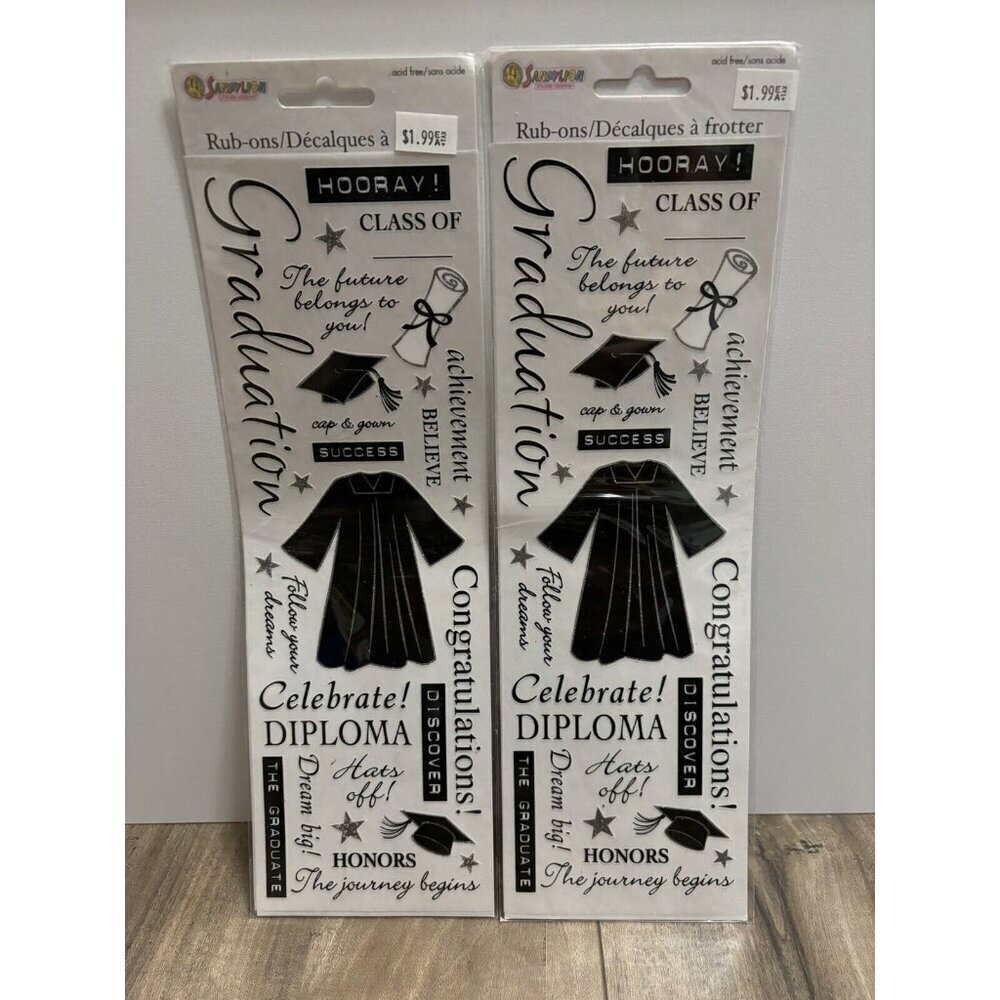 SANDYLION
acid free/sans acide
$1.99
Rub-ons/Décalques à
HOORAY!
CLASS OF
Graduation
The future
belongs to
you!
achievement
cap & gown
BELIEVE
SUCCESS
Follow your
dreams
Congratulations!
Celebrate!
DISCOVER
DIPLOMA
THE GRADUATE
Dream big!
Hats
off!
HONORS
The journey begins
SANDYLION
acid free/sans acide
$1.99
Rub-ons/Décalques à frotter
HOORAY!
CLASS OF
Graduation
The future
belongs to
you!
achievement
cap & gown
BELIEVE
SUCCESS
Follow your
dreams
Congratulations!
Celebrate!
DISCOVER
DIPLOMA
THE GRADUATE
Dream big!
Hats
off!
HONORS
The journey begins